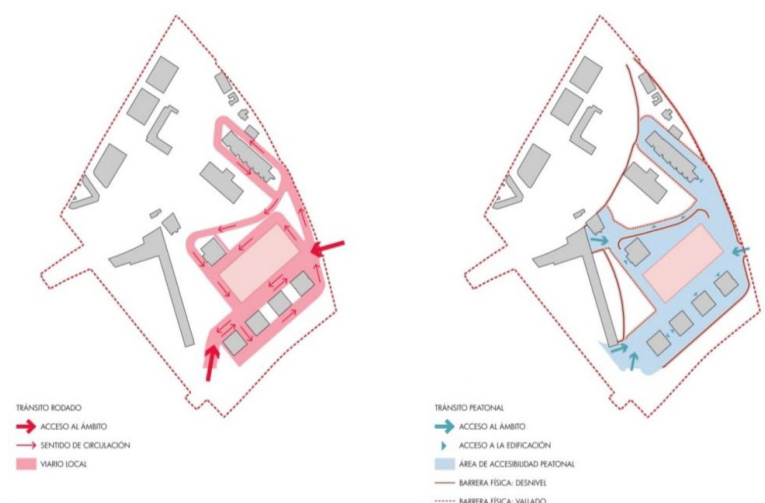 TRÁNSITO RODADO
ACCESO AL ÁMBITO
SENTIDO DE CIRCULACIÓN
VIARIO LOCAL
TRÁNSITO PEATONAL
ACCESO AL ÁMBITO
ACCESO A LA EDIFICACIÓN
ÁREA DE ACCESIBILIDAD PEATONAL
BARRERA FÍSICA: DESNIVEL
BARRERA FÍSICA: VALLADO